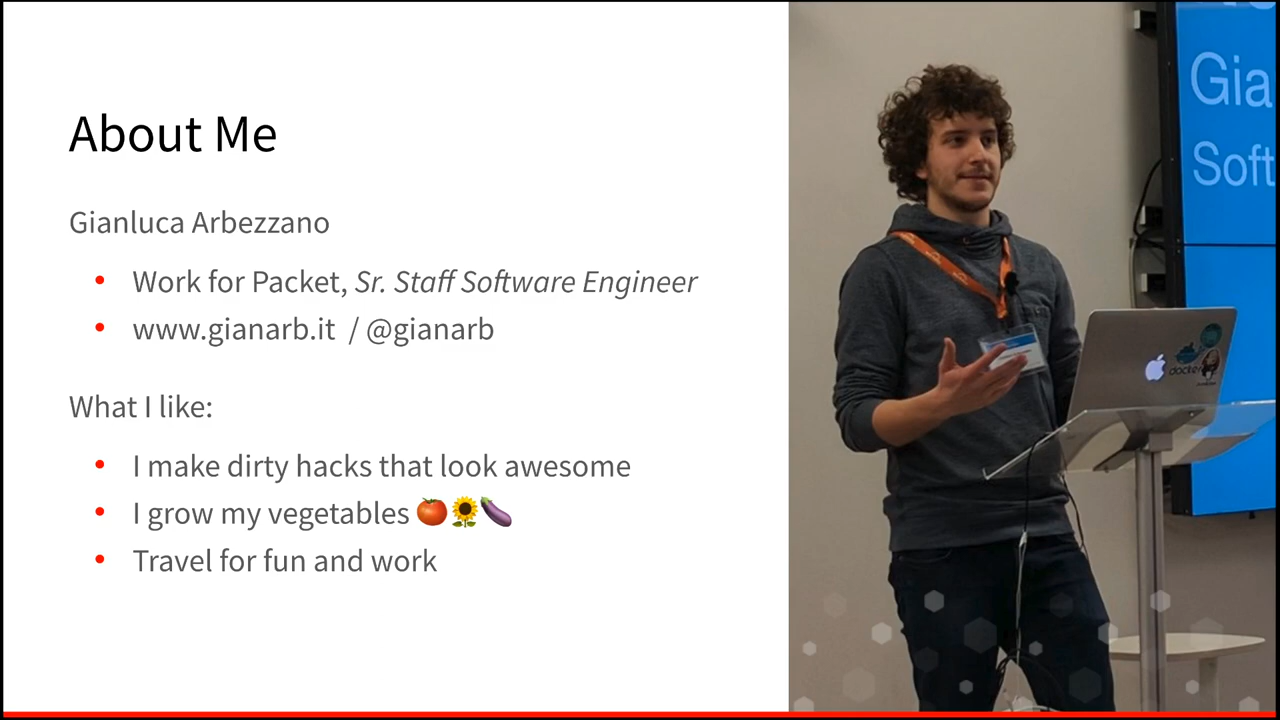 About Me
Gianluca Arbezzano
• Work for Packet, Sr. Staff Software Engineer
• www.gianarb.it / @gianarb
What I like:
• I make dirty hacks that look awesome
• I grow my vegetables 🍅🌻🍆
• Travel for fun and work
Gia
Soft
docker